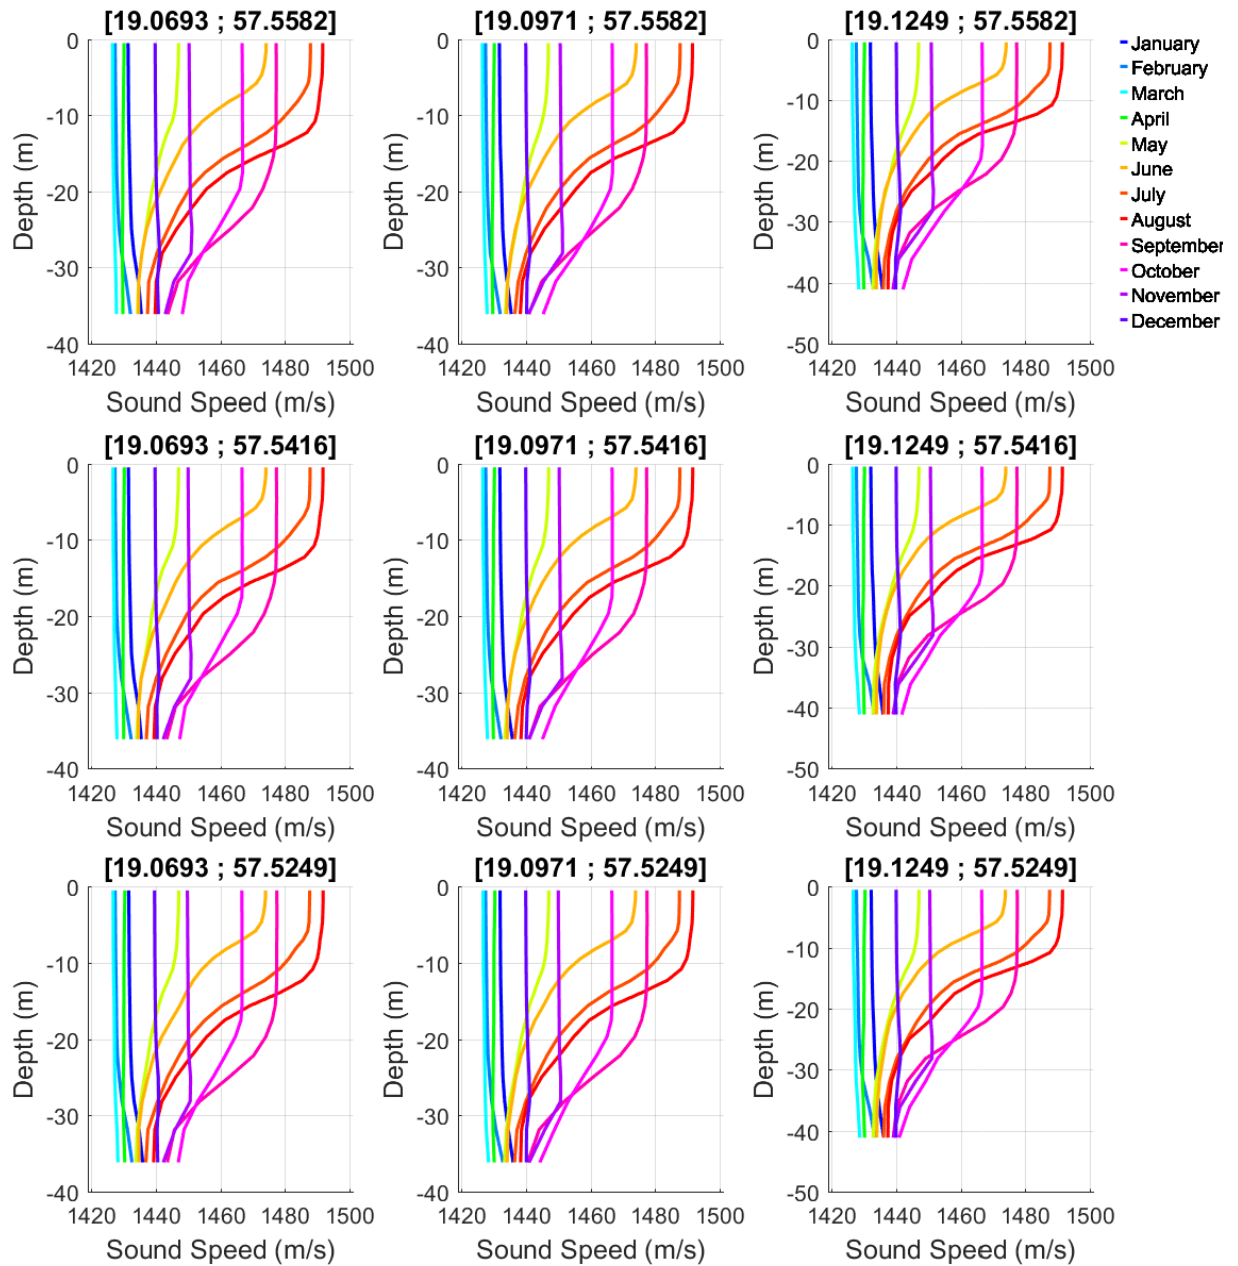 [19.0693 ; 57.5582] [19.0971 ; 57.5582] [19.1249 ; 57.5582]
0 0 0
-10 -10 -10
-20 -20 -20
-30 -30 -30
-40 -40 -40
-50
Depth (m) Depth (m) Depth (m)
1420 1440 1460 1480 1500 1420 1440 1460 1480 1500 1420 1440 1460 1480 1500
Sound Speed (m/s) Sound Speed (m/s) Sound Speed (m/s)
January
February
March
April
May
June
July
August
September
October
November
December
[19.0693 ; 57.5416] [19.0971 ; 57.5416] [19.1249 ; 57.5416]
0 0 0
-10 -10 -10
-20 -20 -20
-30 -30 -30
-40 -40 -40
-50
Depth (m) Depth (m) Depth (m)
1420 1440 1460 1480 1500 1420 1440 1460 1480 1500 1420 1440 1460 1480 1500
Sound Speed (m/s) Sound Speed (m/s) Sound Speed (m/s)
[19.0693 ; 57.5249] [19.0971 ; 57.5249] [19.1249 ; 57.5249]
0 0 0
-10 -10 -10
-20 -20 -20
-30 -30 -30
-40 -40 -40
-50
Depth (m) Depth (m) Depth (m)
1420 1440 1460 1480 1500 1420 1440 1460 1480 1500 1420 1440 1460 1480 1500
Sound Speed (m/s) Sound Speed (m/s) Sound Speed (m/s)